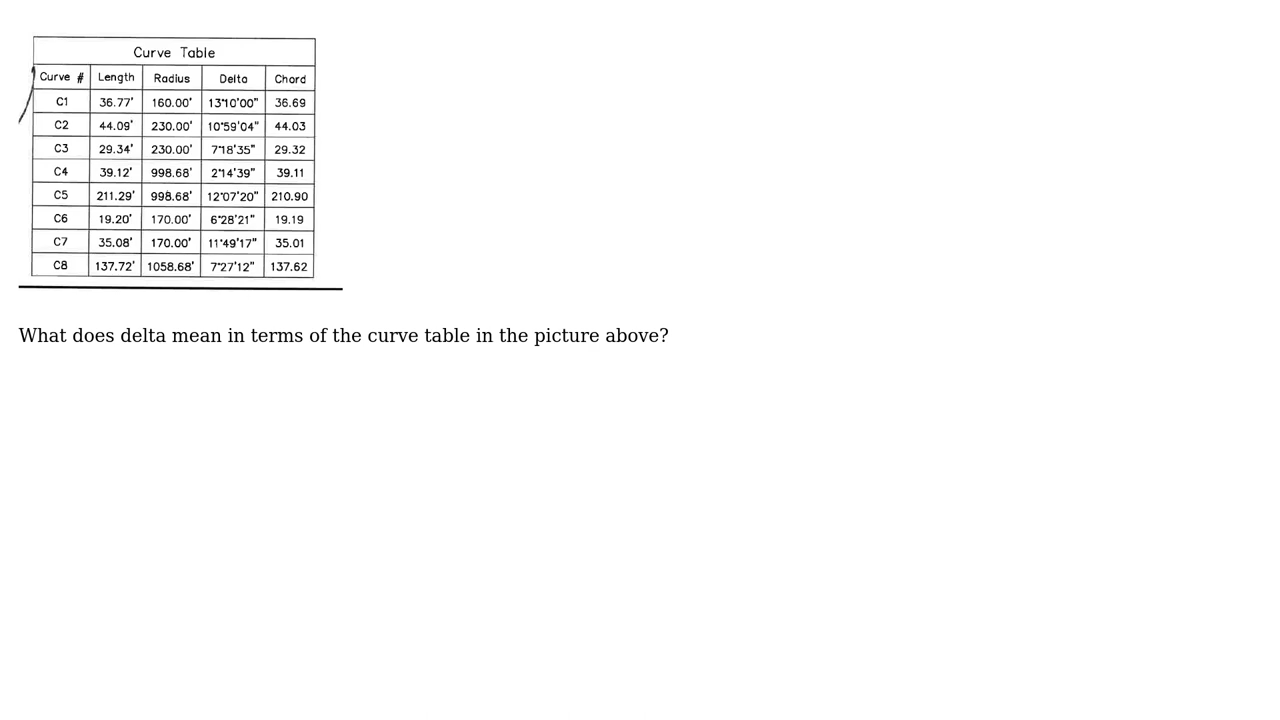 Curve Table
Curve # Length Radius Delta Chord
C1 36.77' 160.00' 13°10'00" 36.69
C2 44.09' 230.00' 10°59'04" 44.03
C3 29.34' 230.00' 7°18'35" 29.32
C4 39.12' 998.68' 2°14'39" 39.11
C5 211.29' 998.68' 12°07'20" 210.90
C6 19.20' 170.00' 6°28'21" 19.19
C7 35.08' 170.00' 11°49'17" 35.01
C8 137.72' 1058.68' 7°27'12" 137.62
What does delta mean in terms of the curve table in the picture above?